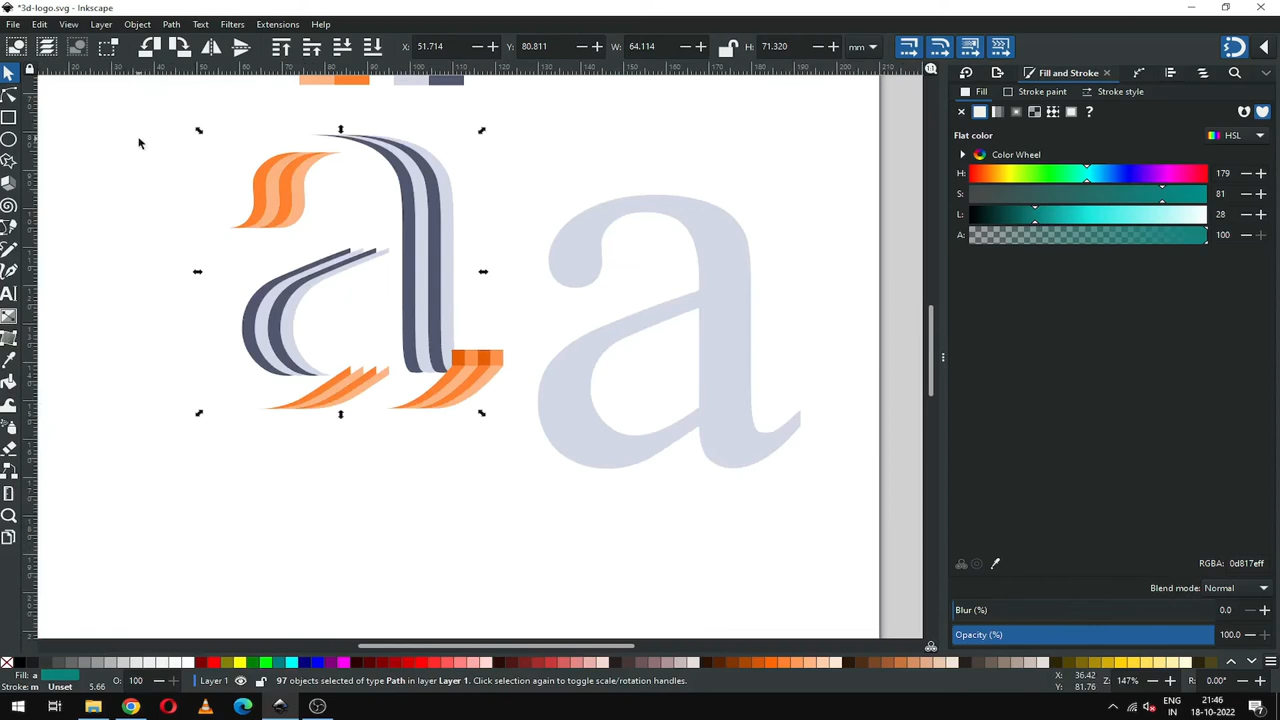 *3d-logo.svg - Inkscape
File Edit View Layer Object Path Text Filters Extensions Help
X: 51.714 Y: 80.811 W: 64.114 H: 71.320 mm
Fill and Stroke
Fill Stroke paint Stroke style
Flat color HSL
Color Wheel
H: 179
S: 81
L: 28
A: 100
a
a
RGBA: 0d817eff
Blend mode: Normal
Blur (%) 0.0
Opacity (%) 100.0
Fill: a
Stroke: m Unset 5.66
O: 100 Layer 1 97 objects selected of type Path in layer Layer 1. Click selection again to toggle scale/rotation handles.
X: 36.42
Y: 81.76
Z: 147% R: 0.00°
21:46
ENG
IN
18-10-2022